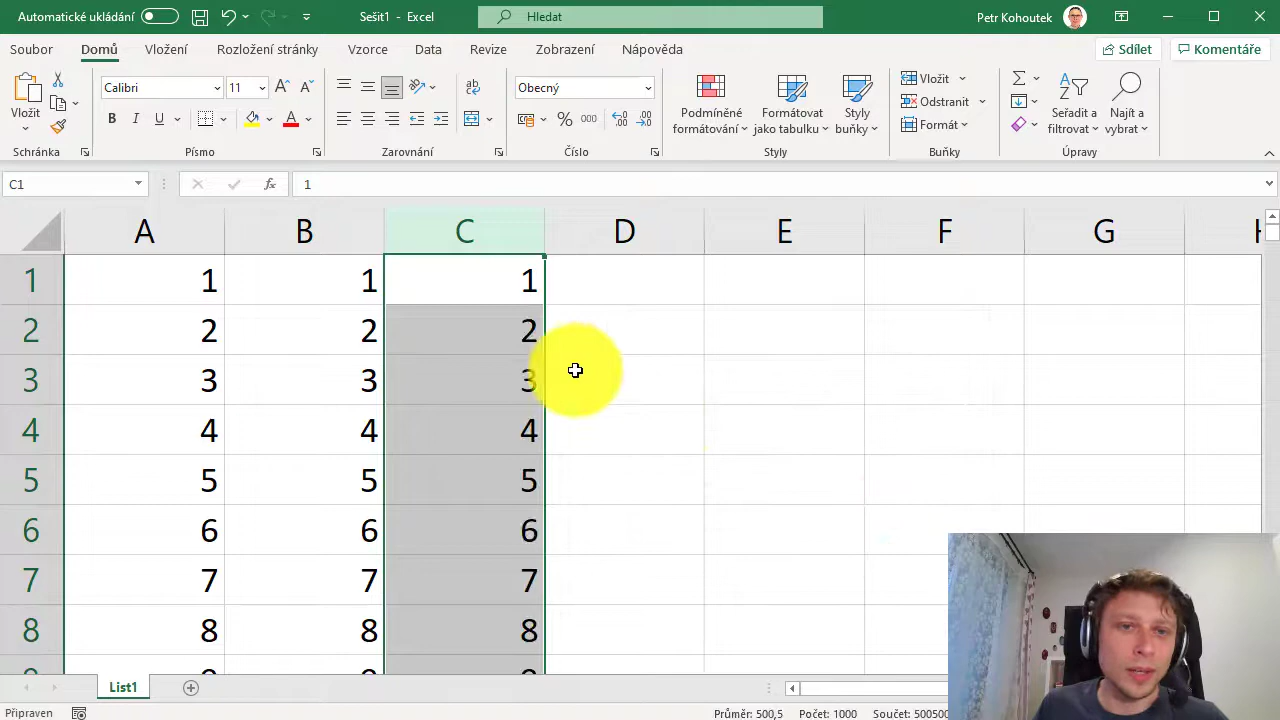 Automatické ukládání
Sešit1 - Excel
Hledat
Petr Kohoutek
Soubor
Domů
Vložení
Rozložení stránky
Vzorce
Data
Revize
Zobrazení
Nápověda
Sdílet
Komentáře
Vložit
Calibri
11
B I U
A
Obecný
% 000
Podmíněné
formátování
Formátovat
jako tabulku
Styly
buňky
Vložit
Odstranit
Formát
Seřadit a
filtrovat
Najít a
vybrat
Schránka
Písmo
Zarovnání
Číslo
Styly
Buňky
Úpravy
C1
fx
1
A B C D E F G
1 1 1 1
2 2 2 2
3 3 3 3
4 4 4 4
5 5 5 5
6 6 6 6
7 7 7 7
8 8 8 8
List1
Připraven
Průměr: 500,5
Počet: 1000
Součet: 500500